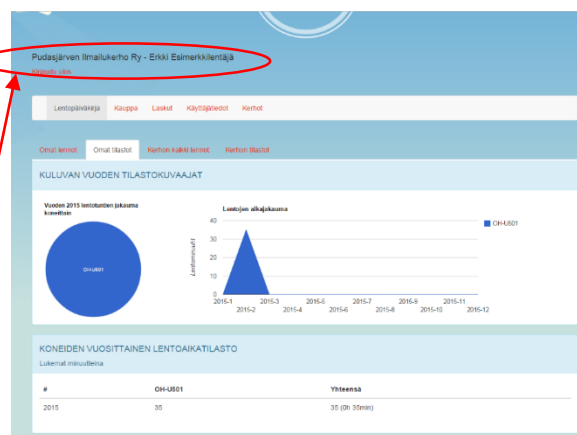 Pudasjärven Ilmailukerho Ry - Erkki Esimerkkilentäjä
Kirjaudu ulos
Lentopäiväkirja Kauppa Laskut Käyttäjätiedot Kerhot
Omat lennot Omat tilastot Kerhon kaikki lennot Kerhon tilastot
KULUVAN VUODEN TILASTOKUVAAJAT
Vuoden 2015 lentotuntien jakauma
koneittain
OH-U501
Lentojen aikajakauma
40
30
20
10
0
Lentominuutit
2015-1 2015-3 2015-5 2015-7 2015-9 2015-11
2015-2 2015-4 2015-6 2015-8 2015-10 2015-12
OH-U501
KONEIDEN VUOSITTAINEN LENTOAIKATILASTO
Lukemat minuutteina
# OH-U501 Yhteensä
2015 35 35 (0h 35min)